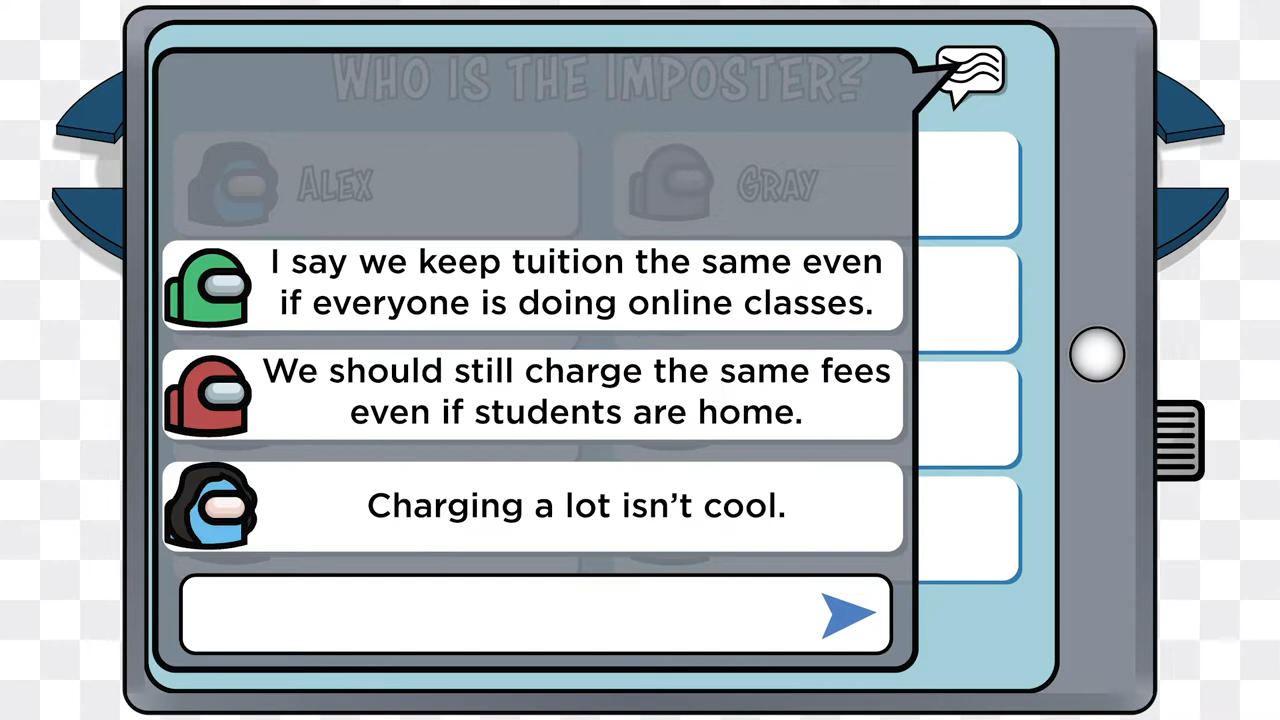 WHO IS THE IMPOSTER?
ALEX
GRAY
I say we keep tuition the same even
if everyone is doing online classes.
We should still charge the same fees
even if students are home.
Charging a lot isn’t cool.